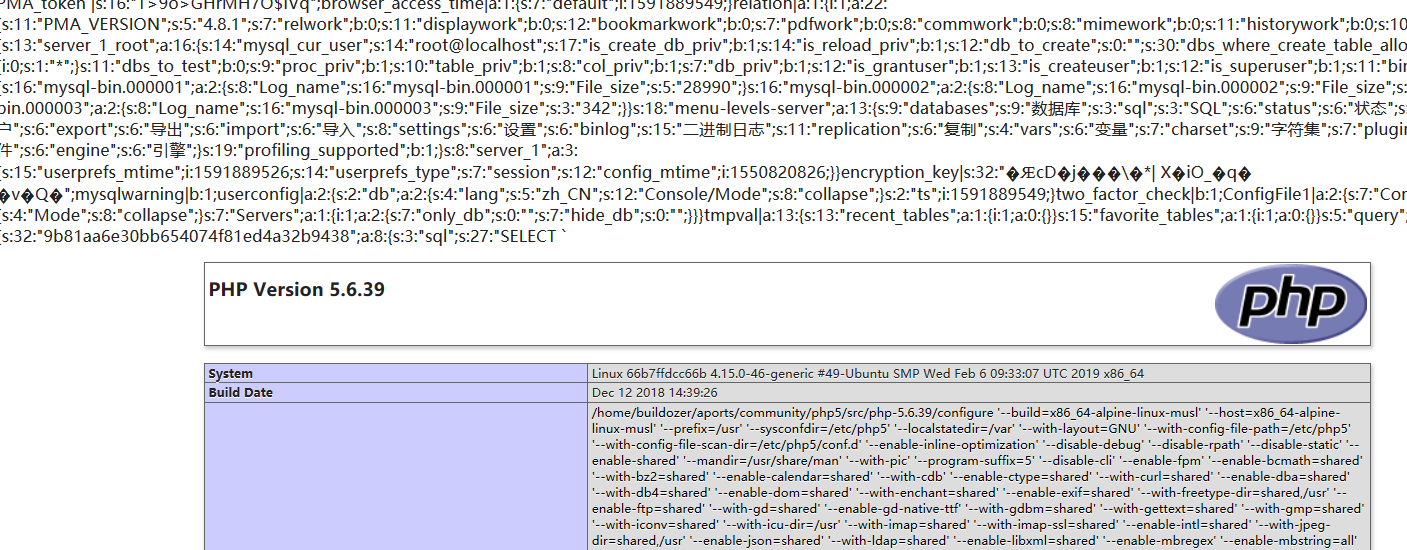 PMA_token |s:16:"1>9o>GHrMH7O$IVq";browser_access_time|a:1:{s:7:"default";i:1591889549;}relation|a:1:{i:1;a:22:
{s:11:"PMA_VERSION";s:5:"4.8.1";s:7:"relwork";b:0;s:11:"displaywork";b:0;s:12:"bookmarkwork";b:0;s:7:"pdfwork";b:0;s:8:"commwork";b:0;s:8:"mimework";b:0;s:11:"historywork";b:0;s:10
{s:13:"server_1_root";a:16:{s:14:"mysql_cur_user";s:14:"root@localhost";s:17:"is_create_db_priv";b:1;s:14:"is_reload_priv";b:1;s:12:"db_to_create";s:0:"";s:30:"dbs_where_create_table_allo
{i:0;s:1:"*";}s:11:"dbs_to_test";b:0;s:9:"proc_priv";b:1;s:10:"table_priv";b:1;s:8:"col_priv";b:1;s:7:"db_priv";b:1;s:12:"is_grantuser";b:1;s:13:"is_createuser";b:1;s:12:"is_superuser";b:1;s:11:"bin
{s:16:"mysql-bin.000001";a:2:{s:8:"Log_name";s:16:"mysql-bin.000001";s:9:"File_size";s:5:"28990";}s:16:"mysql-bin.000002";a:2:{s:8:"Log_name";s:16:"mysql-bin.000002";s:9:"File_size";s:
bin.000003";a:2:{s:8:"Log_name";s:16:"mysql-bin.000003";s:9:"File_size";s:3:"342";}}s:18:"menu-levels-server";a:13:{s:9:"databases";s:9:"数据库";s:3:"sql";s:3:"SQL";s:6:"status";s:6:"状态";s
户";s:6:"export";s:6:"导出";s:6:"import";s:6:"导入";s:8:"settings";s:6:"设置";s:6:"binlog";s:15:"二进制日志";s:11:"replication";s:6:"复制";s:4:"vars";s:6:"变量";s:7:"charset";s:9:"字符集";s:7:"plugin
件";s:6:"engine";s:6:"引擎";}s:19:"profiling_supported";b:1;}s:8:"server_1";a:3:
{s:15:"userprefs_mtime";i:1591889526;s:14:"userprefs_type";s:7:"session";s:12:"config_mtime";i:1550820826;}}encryption_key|s:32:"�ÆcD�j���\�*| X�iO_�q�
�v�Q�";mysqlwarning|b:1;userconfig|a:2:{s:2:"db";a:2:{s:4:"lang";s:5:"zh_CN";s:12:"Console/Mode";s:8:"collapse";}s:2:"ts";i:1591889549;}two_factor_check|b:1;ConfigFile1|a:2:{s:7:"Con
{s:4:"Mode";s:8:"collapse";}s:7:"Servers";a:1:{i:1;a:2:{s:7:"only_db";s:0:"";s:7:"hide_db";s:0:"";}}}tmpval|a:13:{s:13:"recent_tables";a:1:{i:1;a:0:{}}s:15:"favorite_tables";a:1:{i:1;a:0:{}}s:5:"query";
{s:32:"9b81aa6e30bb654074f81ed4a32b9438";a:8:{s:3:"sql";s:27:"SELECT `
PHP Version 5.6.39
php
System Linux 66b7ffdcc66b 4.15.0-46-generic #49-Ubuntu SMP Wed Feb 6 09:33:07 UTC 2019 x86_64
Build Date Dec 12 2018 14:39:26
/home/buildozer/aports/community/php5/src/php-5.6.39/configure '--build=x86_64-alpine-linux-musl' '--host=x86_64-alpine-
linux-musl' '--prefix=/usr' '--sysconfdir=/etc/php5' '--localstatedir=/var' '--with-layout=GNU' '--with-config-file-path=/etc/php5'
'--with-config-file-scan-dir=/etc/php5/conf.d' '--enable-inline-optimization' '--disable-debug' '--disable-rpath' '--disable-static' '--
enable-shared' '--mandir=/usr/share/man' '--with-pic' '--program-suffix=5' '--disable-cli' '--enable-fpm' '--enable-bcmath=shared'
'--with-bz2=shared' '--enable-calendar=shared' '--with-cdb' '--enable-ctype=shared' '--with-curl=shared' '--enable-dba=shared'
'--with-db4=shared' '--enable-dom=shared' '--with-enchant=shared' '--enable-exif=shared' '--with-freetype-dir=shared,/usr' '--
enable-ftp=shared' '--with-gd=shared' '--enable-gd-native-ttf' '--with-gdbm=shared' '--with-gettext=shared' '--with-gmp=shared'
'--with-iconv=shared' '--with-icu-dir=/usr' '--with-imap=shared' '--with-imap-ssl=shared' '--enable-intl=shared' '--with-jpeg-
dir=shared,/usr' '--enable-json=shared' '--with-ldap=shared' '--enable-libxml=shared' '--enable-mbregex' '--enable-mbstring=all'